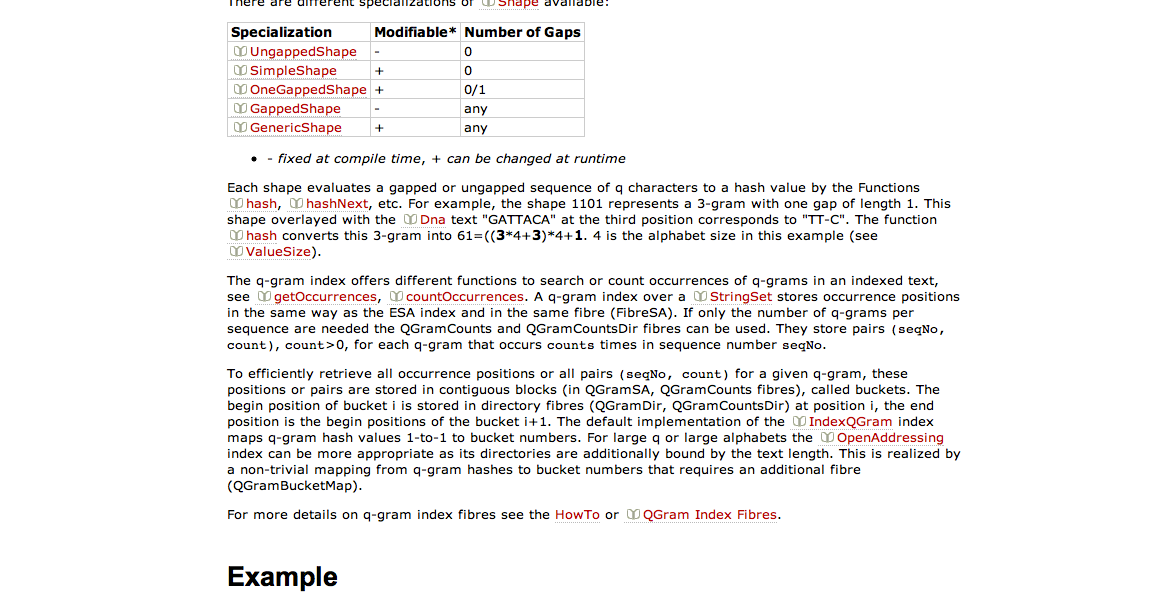 There are different specializations of Shape available:
Specialization Modifiable* Number of Gaps
UngappedShape - 0
SimpleShape + 0
OneGappedShape + 0/1
GappedShape - any
GenericShape + any
• - fixed at compile time, + can be changed at runtime
Each shape evaluates a gapped or ungapped sequence of q characters to a hash value by the Functions
hash, hashNext, etc. For example, the shape 1101 represents a 3-gram with one gap of length 1. This
shape overlayed with the Dna text "GATTACA" at the third position corresponds to "TT-C". The function
hash converts this 3-gram into 61=((3*4+3)*4+1. 4 is the alphabet size in this example (see
ValueSize).
The q-gram index offers different functions to search or count occurrences of q-grams in an indexed text,
see getOccurrences, countOccurrences. A q-gram index over a StringSet stores occurrence positions
in the same way as the ESA index and in the same fibre (FibreSA). If only the number of q-grams per
sequence are needed the QGramCounts and QGramCountsDir fibres can be used. They store pairs (seqNo,
count), count>0, for each q-gram that occurs counts times in sequence number seqNo.
To efficiently retrieve all occurrence positions or all pairs (seqNo, count) for a given q-gram, these
positions or pairs are stored in contiguous blocks (in QGramSA, QGramCounts fibres), called buckets. The
begin position of bucket i is stored in directory fibres (QGramDir, QGramCountsDir) at position i, the end
position is the begin positions of the bucket i+1. The default implementation of the IndexQGram index
maps q-gram hash values 1-to-1 to bucket numbers. For large q or large alphabets the OpenAddressing
index can be more appropriate as its directories are additionally bound by the text length. This is realized by
a non-trivial mapping from q-gram hashes to bucket numbers that requires an additional fibre
(QGramBucketMap).
For more details on q-gram index fibres see the HowTo or QGram Index Fibres.
Example